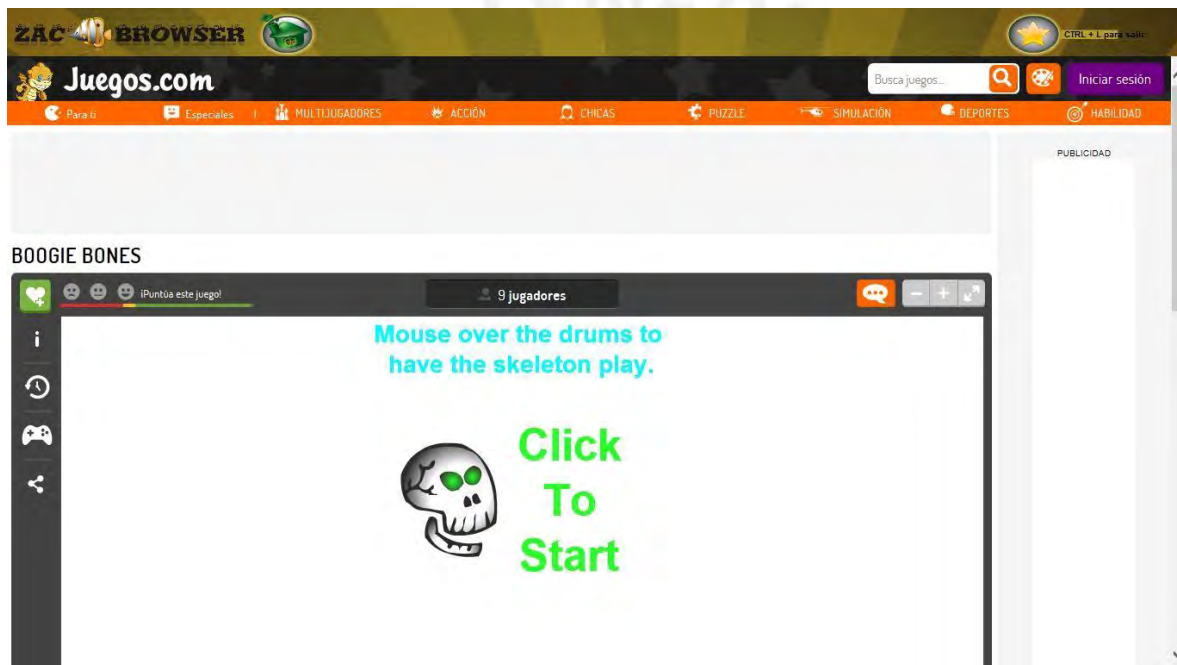 ZAC BROWSER
CTRL + L para salir
Juegos.com
Busca juegos...
Iniciar sesión
Para ti
Especiales
MULTIJUGADORES
ACCIÓN
CHICAS
PUZZLE
SIMULACIÓN
DEPORTES
HABILIDAD
PUBLICIDAD
BOOGIE BONES
¡Puntúa este juego!
9 jugadores
Mouse over the drums to
have the skeleton play.
Click
To
Start